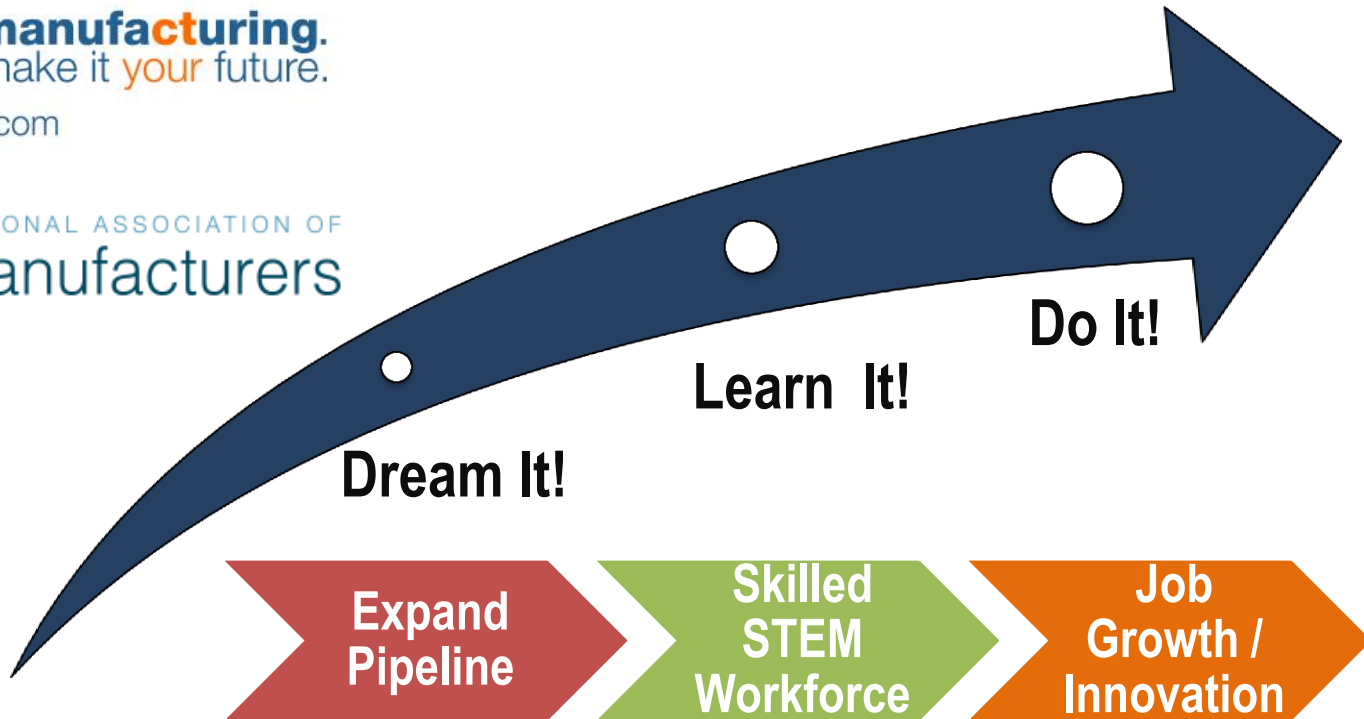 manufacturing.
make it your future.
com
ONAL ASSOCIATION OF
anufacturers
Do It!
Learn It!
Dream It!
Expand
Pipeline
Skilled
STEM
Workforce
Job
Growth /
Innovation